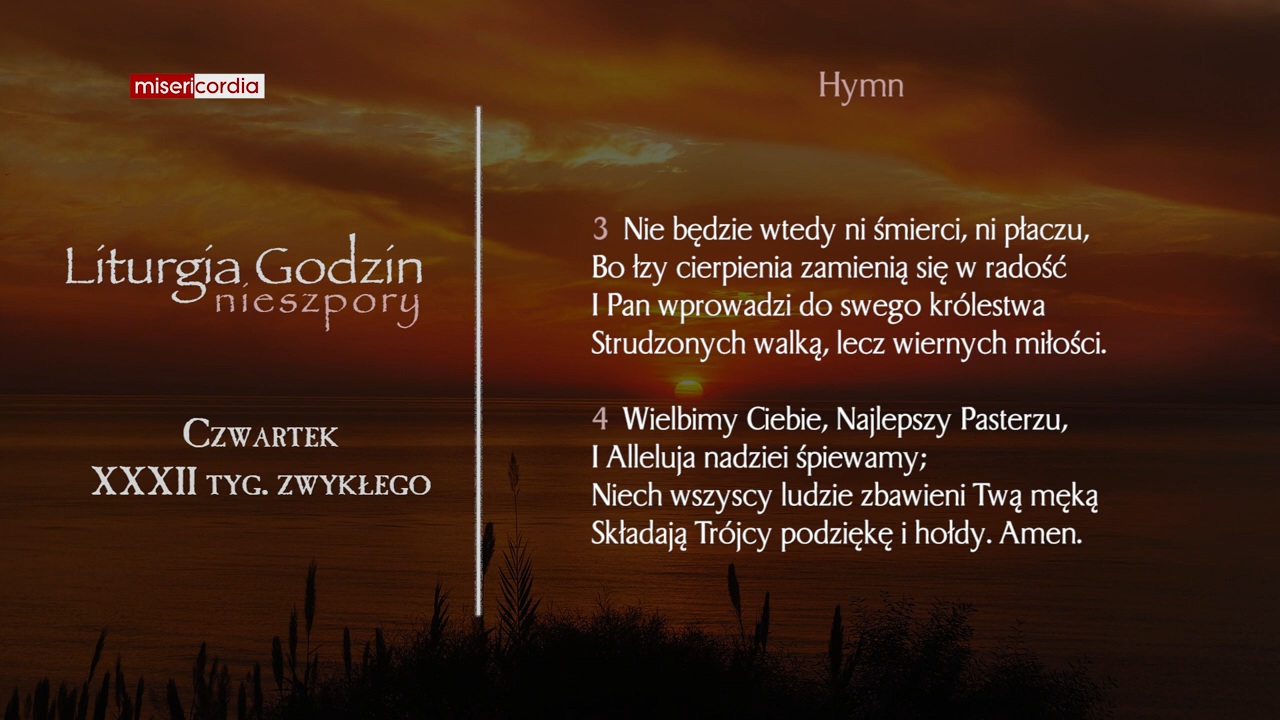 misericordia
Liturgia Godzin
nieszpory
Czwartek
XXXII tyg. zwykłego
Hymn
3 Nie będzie wtedy ni śmierci, ni płaczu,
Bo łzy cierpienia zamienią się w radość
I Pan wprowadzi do swego królestwa
Strudzonych walką, lecz wiernych miłości.
4 Wielbimy Ciebie, Najlepszy Pasterzu,
I Alleluja nadziei śpiewamy;
Niech wszyscy ludzie zbawieni Twą męką
Składają Trójcy podziękę i hołdy. Amen.